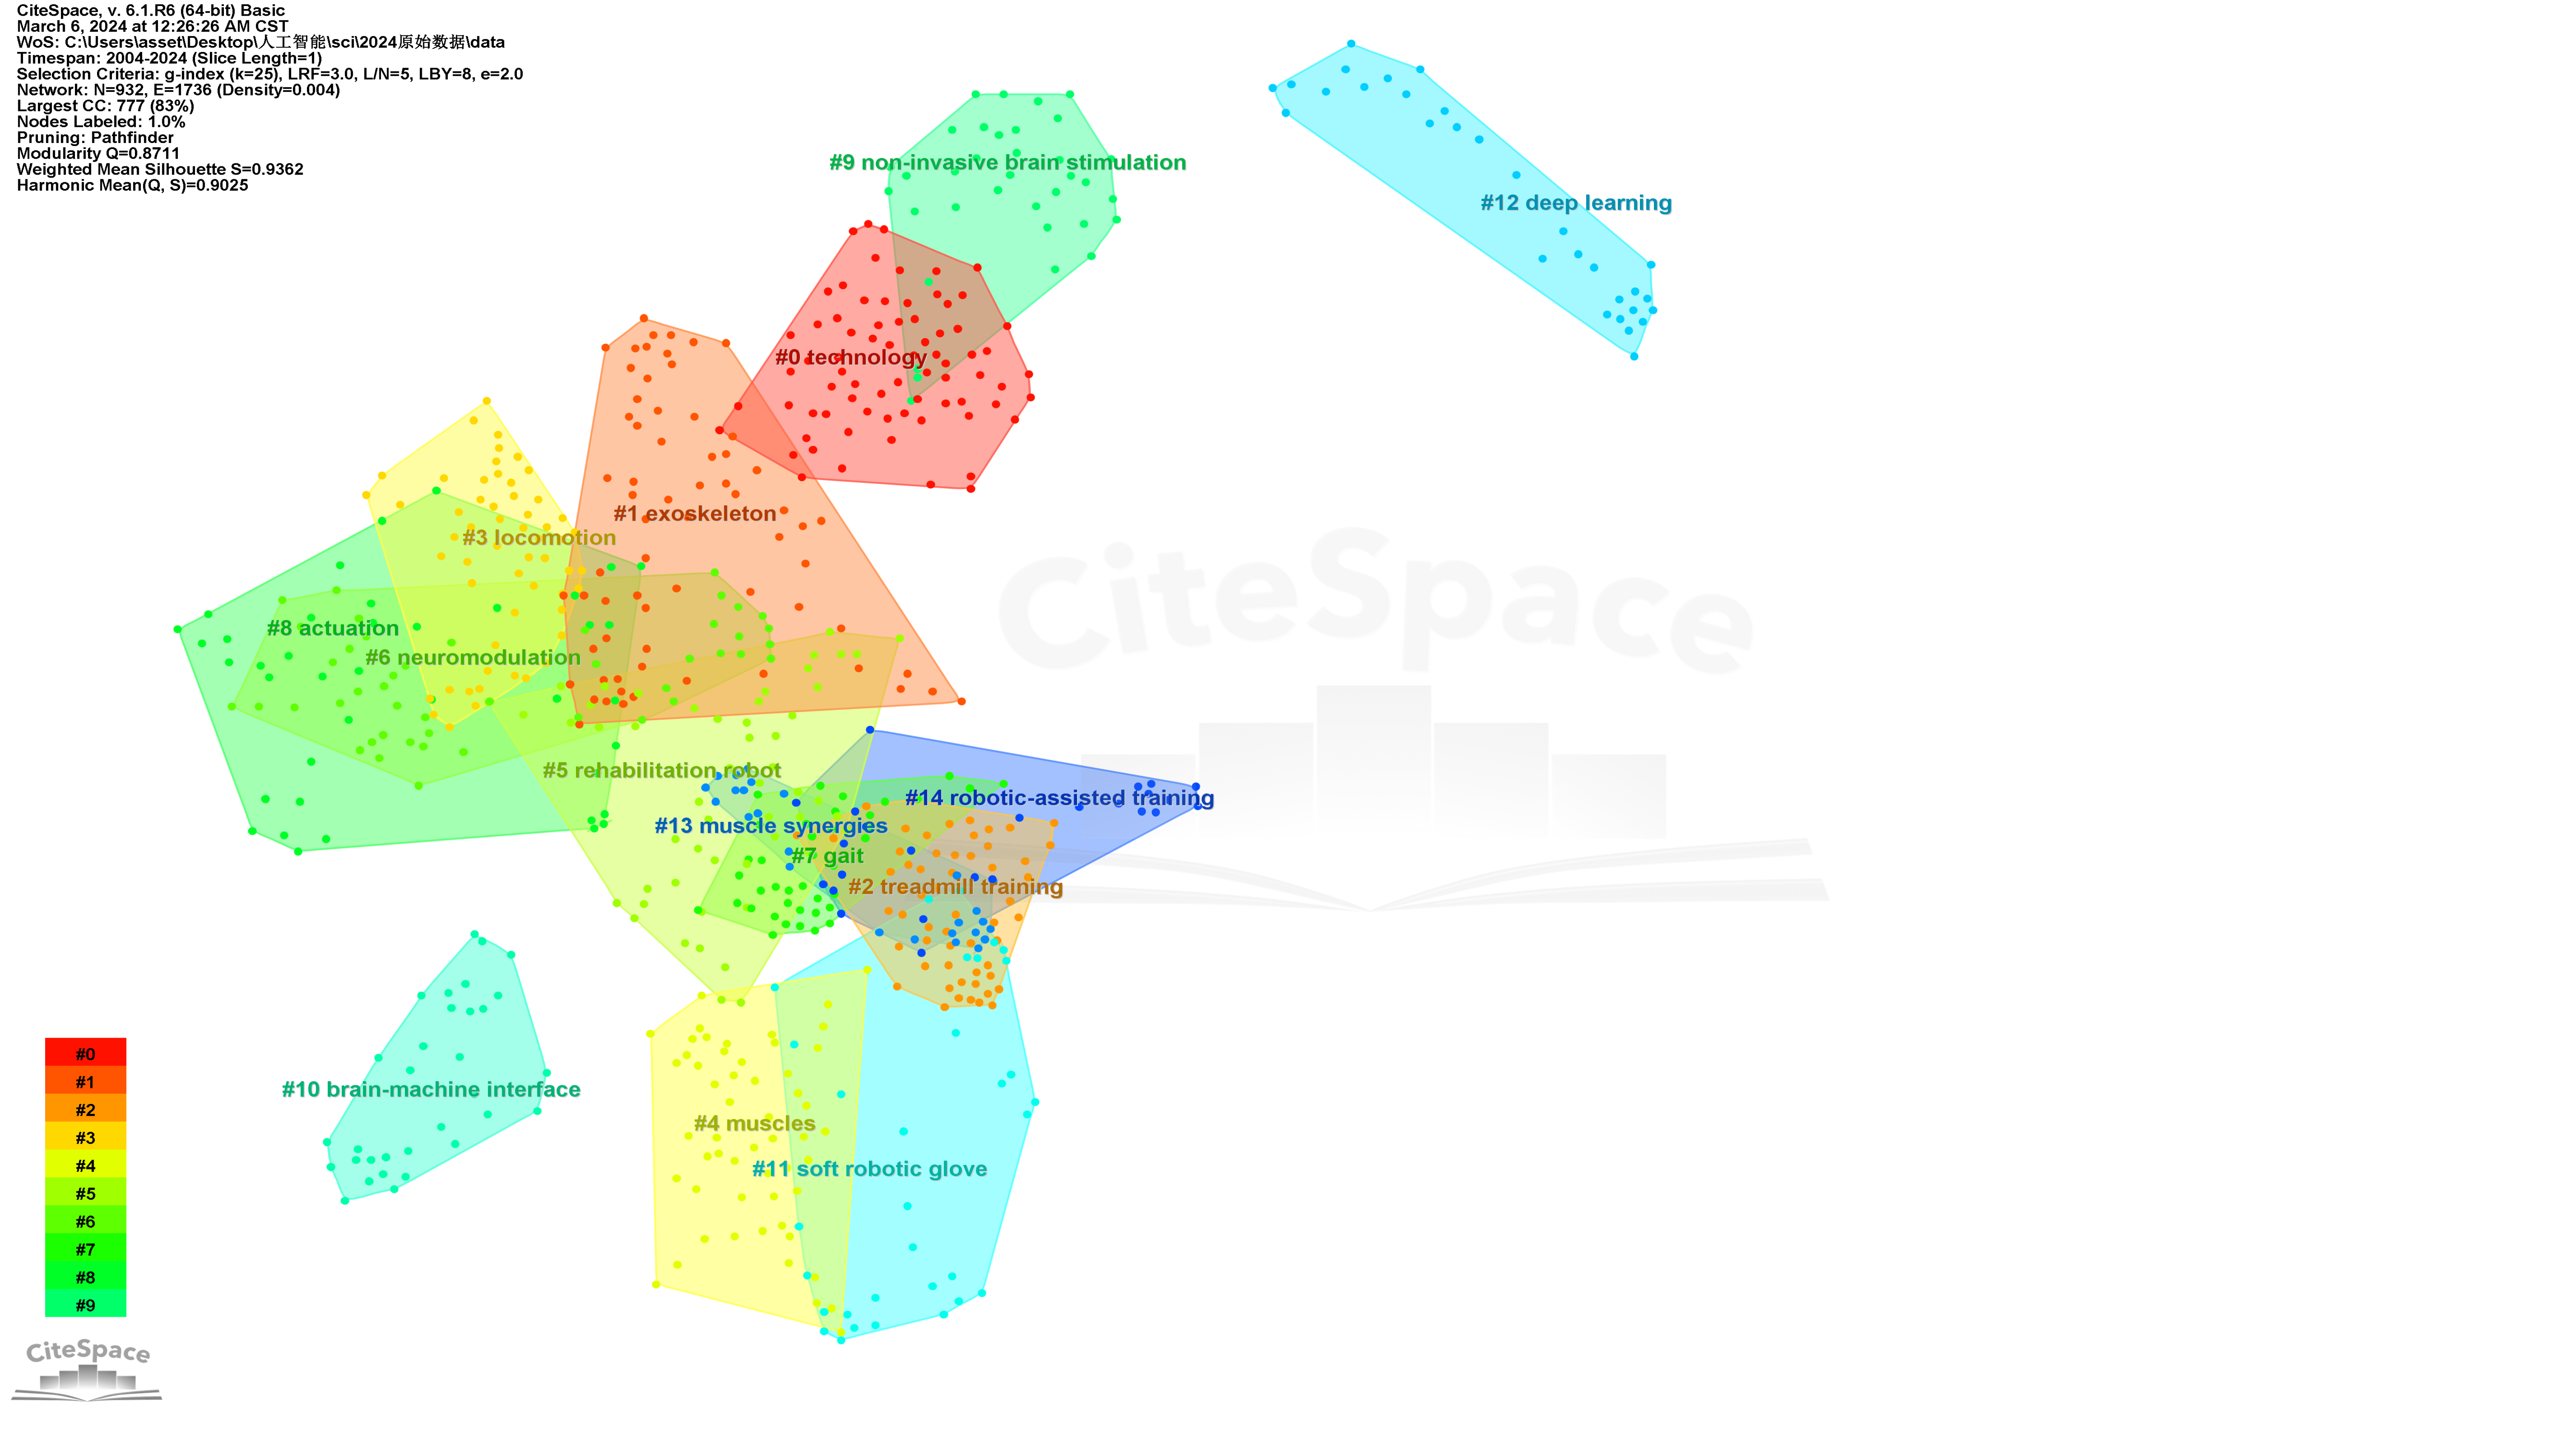 CiteSpace, v. 6.1.R6 (64-bit) Basic
March 6, 2024 at 12:26:26 AM CST
WoS: C:\Users\asset\Desktop\人工智能\sci\2024原始数据\data
Timespan: 2004-2024 (Slice Length=1)
Selection Criteria: g-index (k=25), LRF=3.0, L/N=5, LBY=8, e=2.0
Network: N=932, E=1736 (Density=0.004)
Largest CC: 777 (83%)
Nodes Labeled: 1.0%
Pruning: Pathfinder
Modularity Q=0.8711
Weighted Mean Silhouette S=0.9362
Harmonic Mean(Q, S)=0.9025
#9 non-invasive brain stimulation
#12 deep learning
#0 technology
#1 exoskeleton
#3 locomotion
#8 actuation
#6 neuromodulation
#5 rehabilitation robot
#14 robotic-assisted training
#13 muscle synergies
#7 gait
#2 treadmill training
#10 brain-machine interface
#4 muscles
#11 soft robotic glove
CiteSpace
#0
#1
#2
#3
#4
#5
#6
#7
#8
#9
CiteSpace